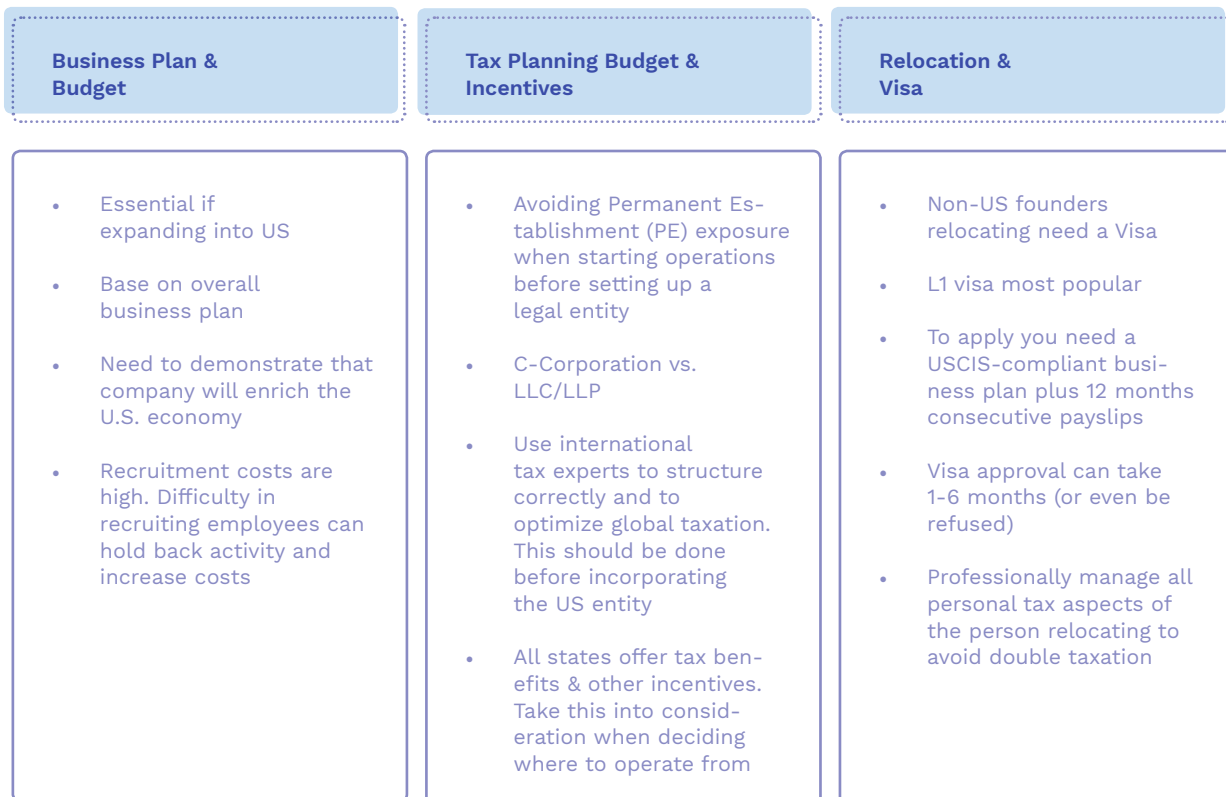 Business Plan &
Budget
• Essential if
expanding into US
• Base on overall
business plan
• Need to demonstrate that
company will enrich the
U.S. economy
• Recruitment costs are
high. Difficulty in
recruiting employees can
hold back activity and
increase costs
Tax Planning Budget &
Incentives
• Avoiding Permanent Es-
tablishment (PE) exposure
when starting operations
before setting up a
legal entity
• C-Corporation vs.
LLC/LLP
• Use international
tax experts to structure
correctly and to
optimize global taxation.
This should be done
before incorporating
the US entity
• All states offer tax ben-
efits & other incentives.
Take this into consid-
eration when deciding
where to operate from
Relocation &
Visa
• Non-US founders
relocating need a Visa
• L1 visa most popular
• To apply you need a
USCIS-compliant busi-
ness plan plus 12 months
consecutive payslips
• Visa approval can take
1-6 months (or even be
refused)
• Professionally manage all
personal tax aspects of
the person relocating to
avoid double taxation